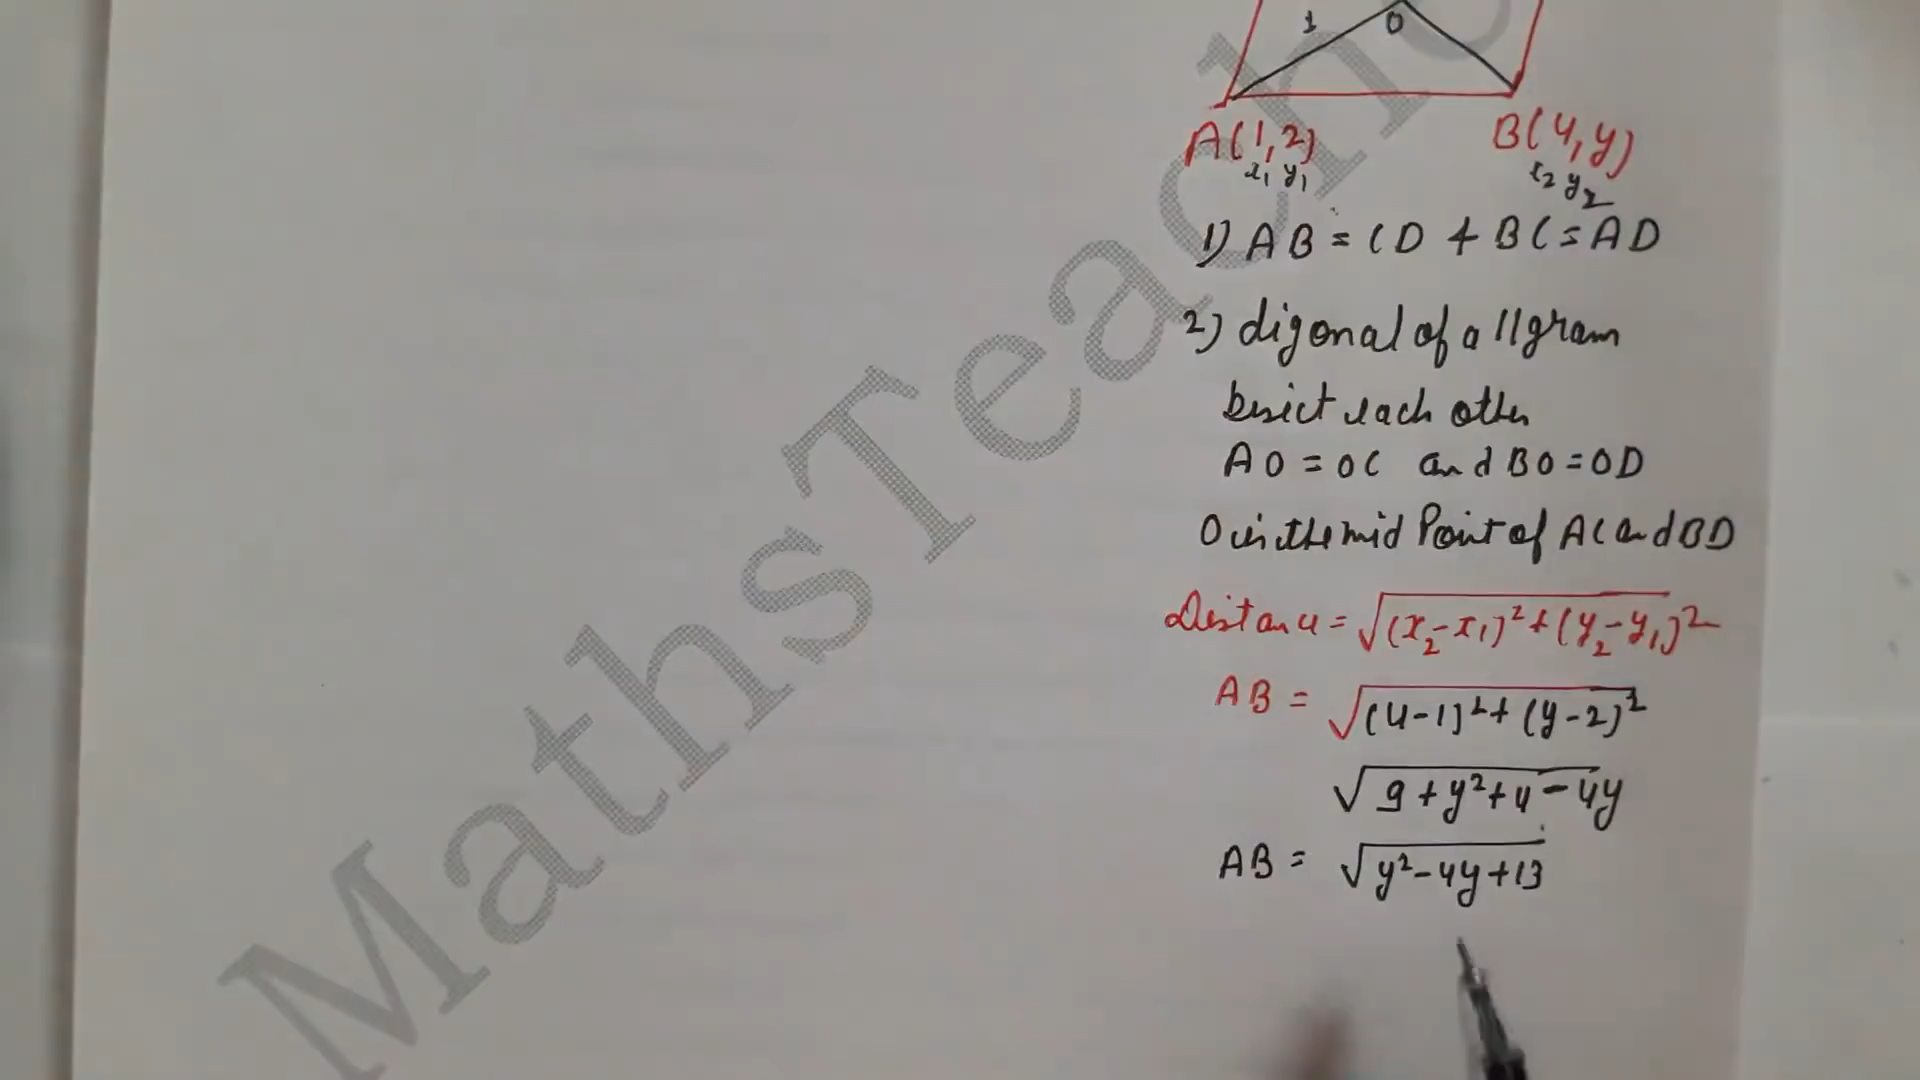 1 O
A(1,2) B(4,y)
x₁ y₁ x₂ y₂
1) AB = CD + BC = AD
2) digonal of a llgram
besict each other
AO = OC and BO = OD
O is the mid Point of AC and BD
Distance = √(x₂-x₁)²+(y₂-y₁)²
AB = √(4-1)²+(y-2)²
√9+y²+4-4y
AB = √y²-4y+13
MathsTeach